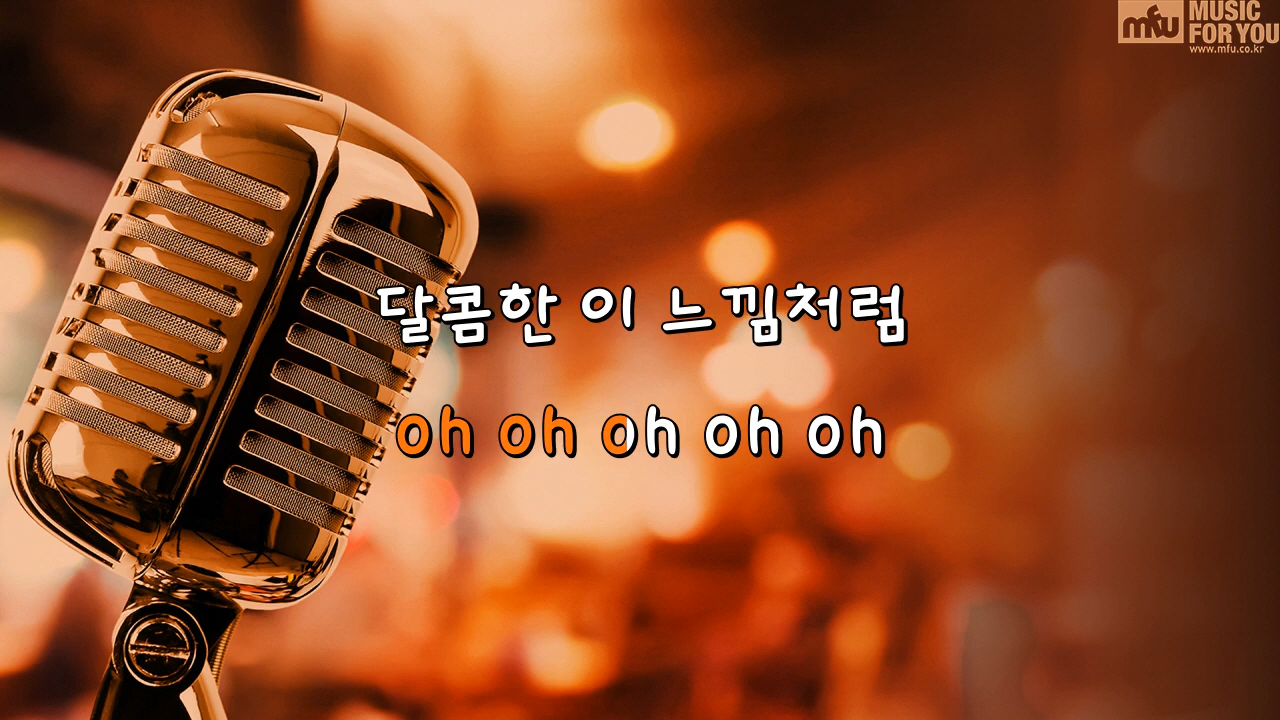 mfu MUSIC
FOR YOU
www.mfu.co.kr
달콤한 이 느낌처럼
oh oh oh oh oh